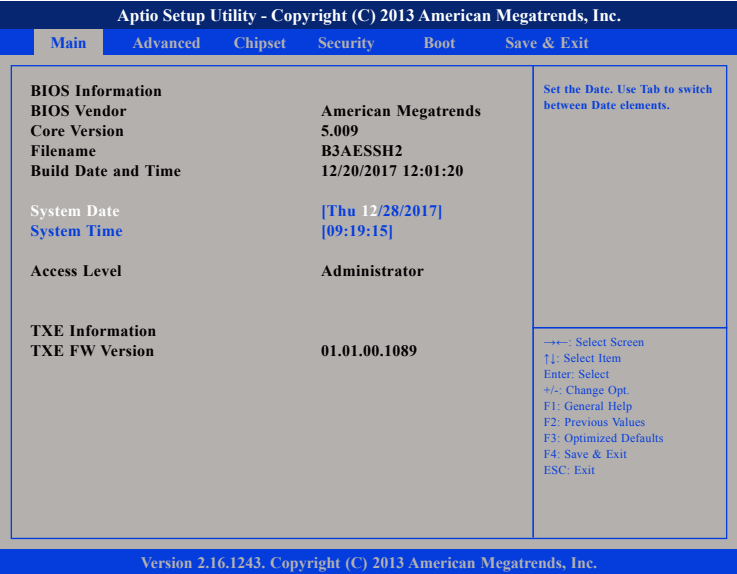 Aptio Setup Utility - Copyright (C) 2013 American Megatrends, Inc.
Main Advanced Chipset Security Boot Save & Exit
BIOS Information
BIOS Vendor American Megatrends
Core Version 5.009
Filename B3AESSH2
Build Date and Time 12/20/2017 12:01:20
System Date [Thu 12/28/2017]
System Time [09:19:15]
Access Level Administrator
TXE Information
TXE FW Version 01.01.00.1089
Set the Date. Use Tab to switch
between Date elements.
→←: Select Screen
↑↓: Select Item
Enter: Select
+/-: Change Opt.
F1: General Help
F2: Previous Values
F3: Optimized Defaults
F4: Save & Exit
ESC: Exit
Version 2.16.1243. Copyright (C) 2013 American Megatrends, Inc.